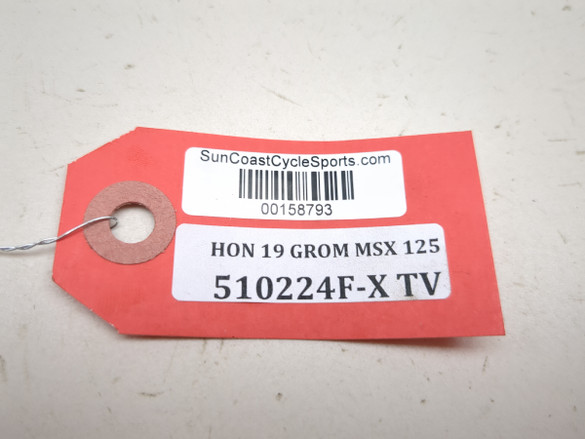 SunCoastCycleSports.com
00158793
HON 19 GROM MSX 125
510224F-X TV